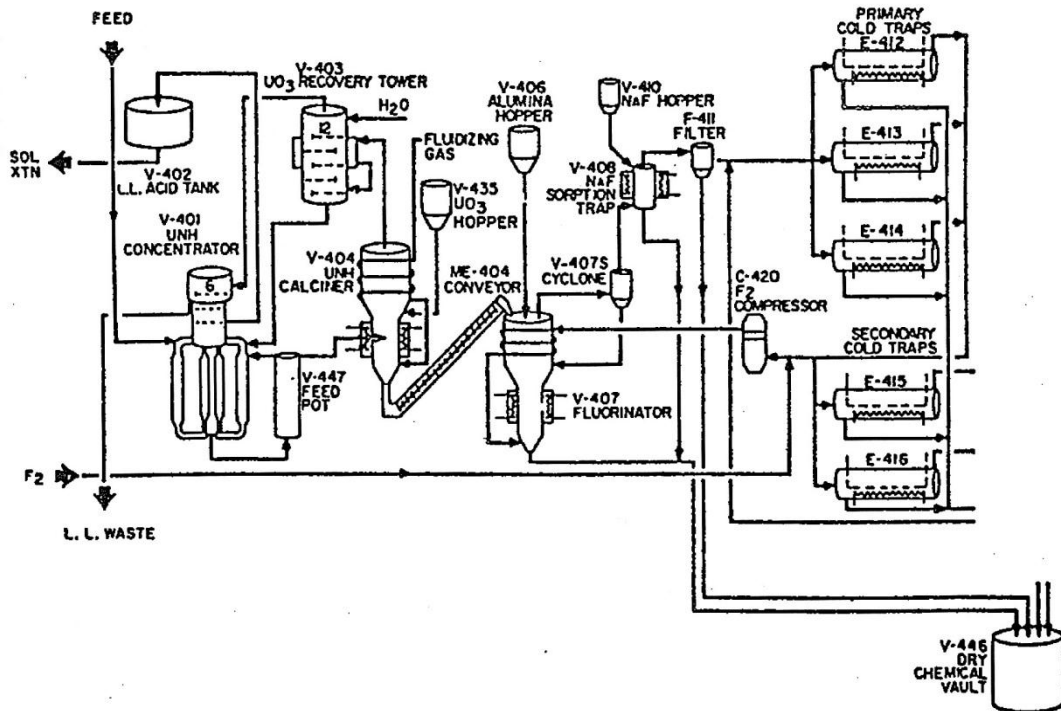 FEED
SOL
XTN
V-402
L.L. ACID TANK
V-401
UNH
CONCENTRATOR
6
V-403
UO3 RECOVERY TOWER
H2O
12
FLUDIZING
GAS
V-435
UO3
HOPPER
V-404
UNH
CALCINER
ME-404
CONVEYOR
V-447
FEED
POT
F2
L. L. WASTE
V-406
ALUMINA
HOPPER
V-410
NaF HOPPER
F-411
FILTER
V-408
NaF
SORPTION
TRAP
V-407S
CYCLONE
V-407
FLUORINATOR
C-420
F2
COMPRESSOR
PRIMARY
COLD TRAPS
E-412
E-413
E-414
SECONDARY
COLD TRAPS
E-415
E-416
V-446
DRY
CHEMICAL
VAULT